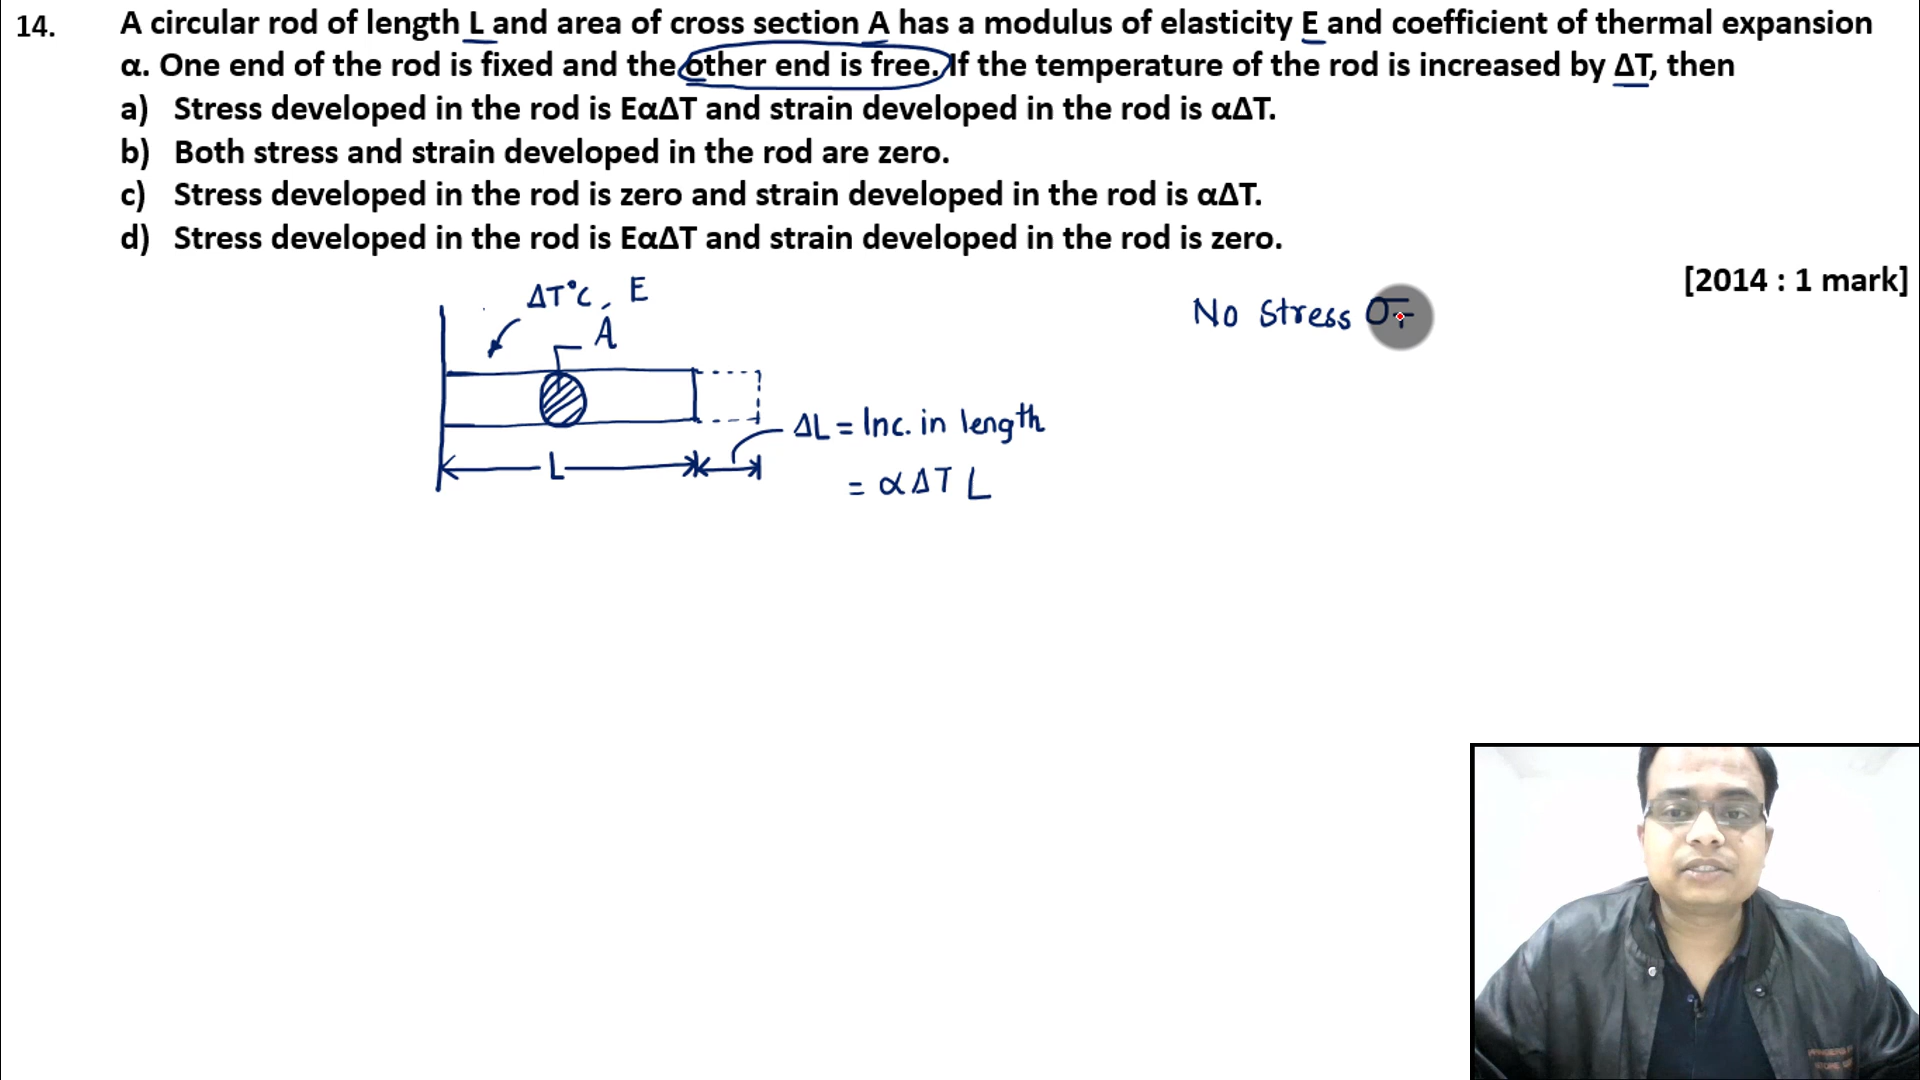 14. A circular rod of length L and area of cross section A has a modulus of elasticity E and coefficient of thermal expansion
α. One end of the rod is fixed and the other end is free. If the temperature of the rod is increased by ΔT, then
a) Stress developed in the rod is EαΔT and strain developed in the rod is αΔT.
b) Both stress and strain developed in the rod are zero.
c) Stress developed in the rod is zero and strain developed in the rod is αΔT.
d) Stress developed in the rod is EαΔT and strain developed in the rod is zero.
[2014 : 1 mark]
ΔT°C, E
A
No stress σT
ΔL = Inc. in length
L
= αΔT L